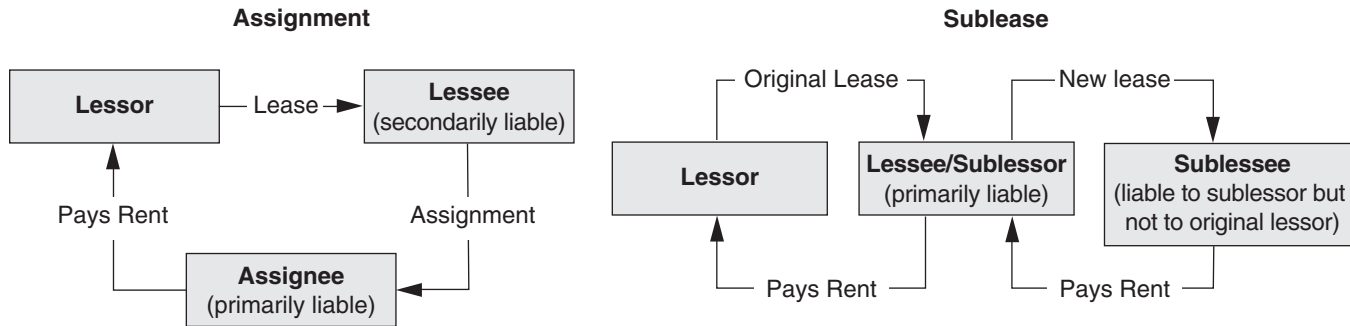 Assignment
Lessor
Lease
Lessee
(secondarily liable)
Pays Rent
Assignment
Assignee
(primarily liable)
Sublease
Original Lease
New lease
Lessor
Lessee/Sublessor
(primarily liable)
Sublessee
(liable to sublessor but
not to original lessor)
Pays Rent
Pays Rent